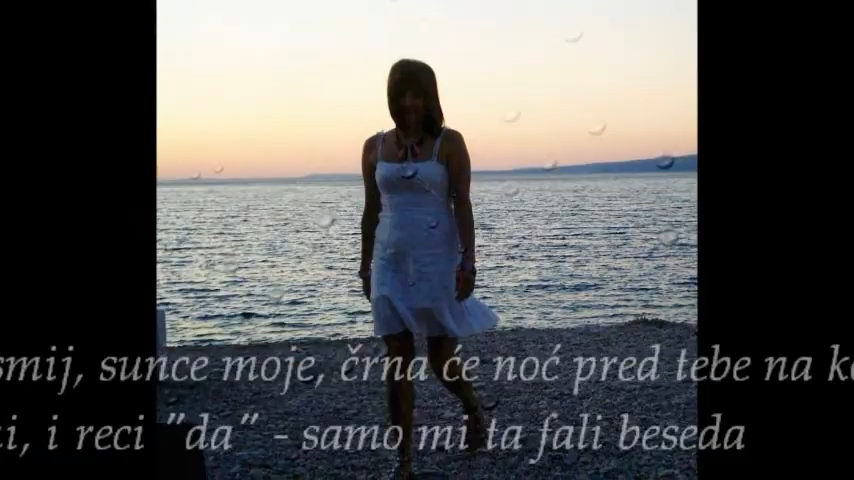 smij, sunce moje, črna će noć pred tebe na k
i, i reci "da" - samo mi ta fali beseda